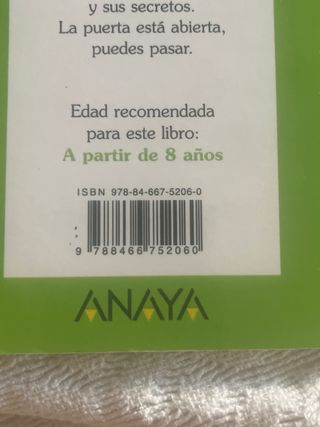 y sus secretos.
La puerta está abierta,
puedes pasar.
Edad recomendada
para este libro:
A partir de 8 años
ISBN 978-84-667-5206-0
9 788466 752060
ANAYA